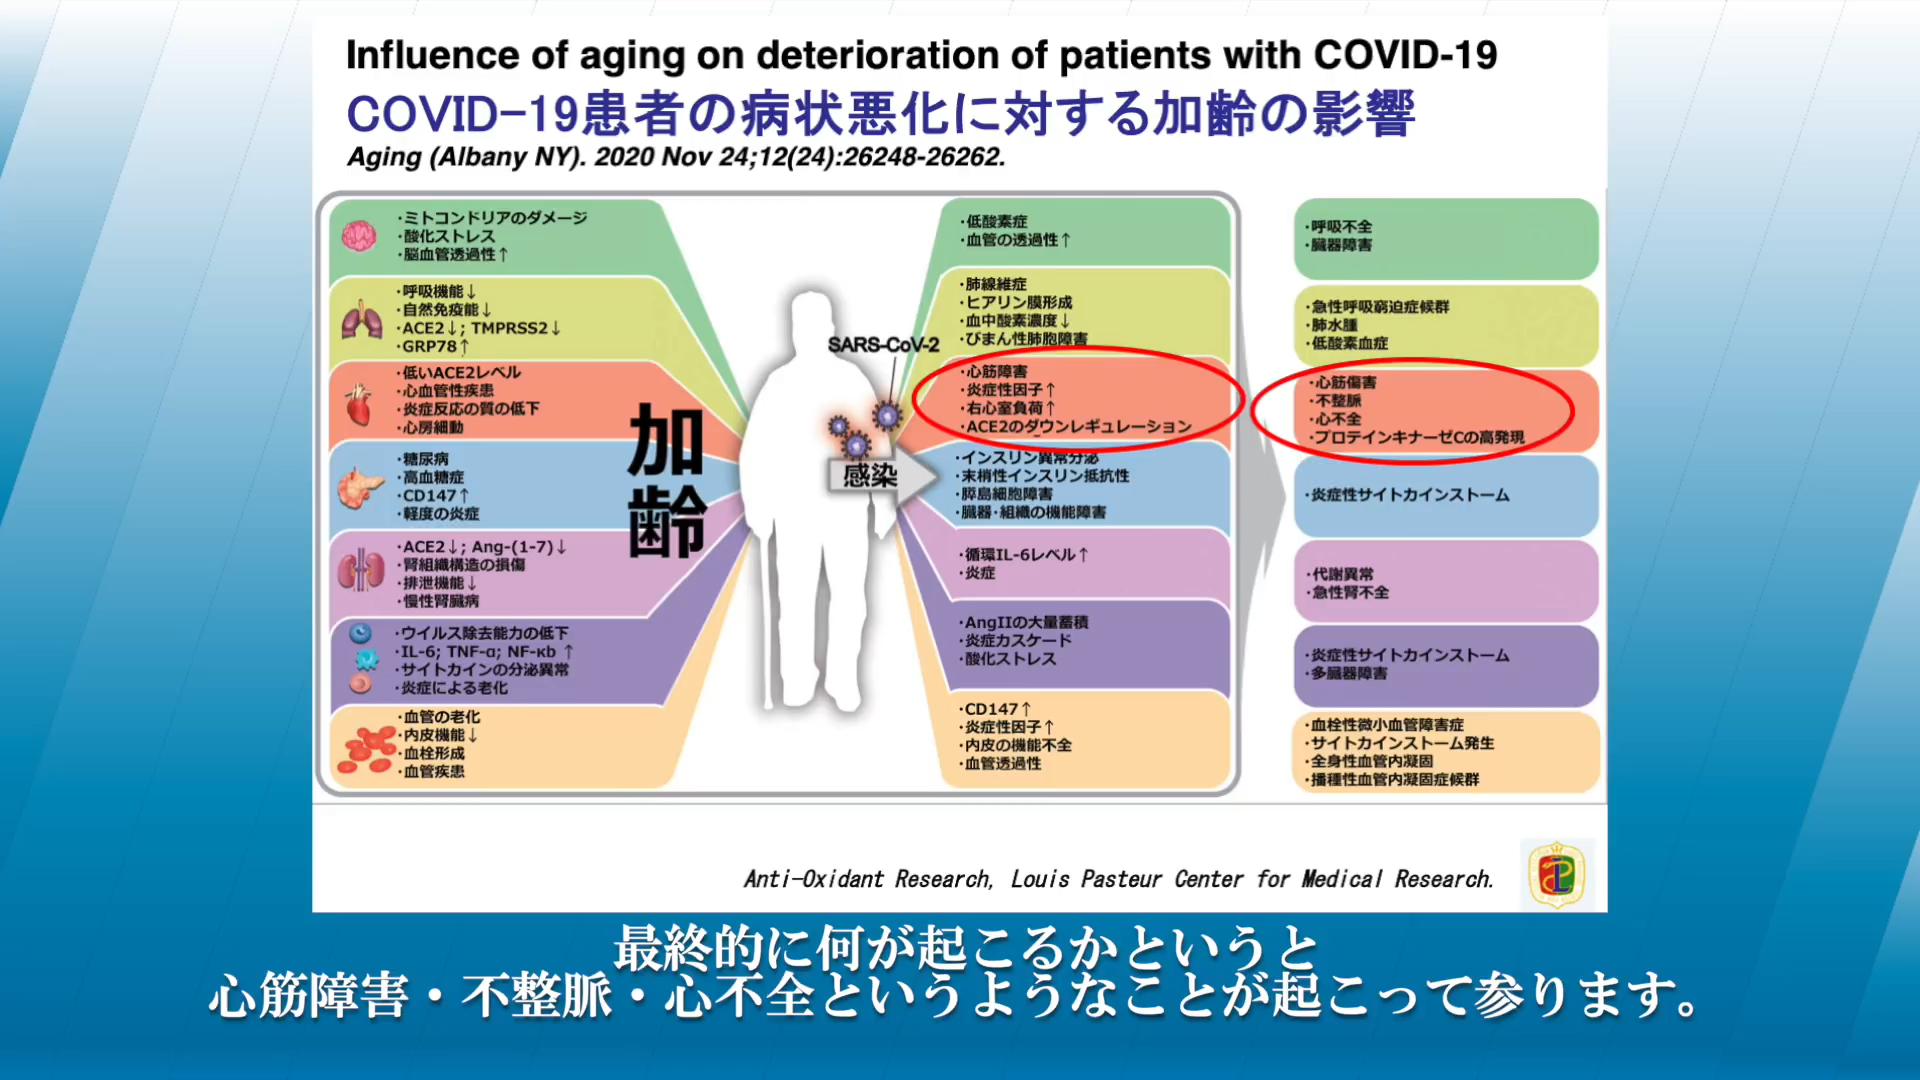 Influence of aging on deterioration of patients with COVID-19
COVID-19患者の病状悪化に対する加齢の影響
Aging (Albany NY). 2020 Nov 24;12(24):26248-26262.
・ミトコンドリアのダメージ
・酸化ストレス
・脳血管透過性↑
・呼吸機能↓
・自然免疫能↓
・ACE2↓; TMPRSS2↓
・GRP78↑
・低いACE2レベル
・心血管性疾患
・炎症反応の質の低下
・心房細動
・糖尿病
・高血糖症
・CD147↑
・軽度の炎症
・ACE2↓; Ang-(1-7)↓
・腎組織構造の損傷
・排泄機能↓
・慢性腎臓病
・ウイルス除去能力の低下
・IL-6; TNF-α; NF-κb ↑
・サイトカインの分泌異常
・炎症による老化
・血管の老化
・内皮機能↓
・血栓形成
・血管疾患
加齢
SARS-CoV-2
感染
・低酸素症
・血管の透過性↑
・肺線維症
・ヒアリン膜形成
・血中酸素濃度↓
・びまん性肺胞障害
・心筋障害
・炎症性因子↑
・右心室負荷↑
・ACE2のダウンレギュレーション
・インスリン異常分泌
・末梢性インスリン抵抗性
・膵島細胞障害
・臓器・組織の機能障害
・循環IL-6レベル↑
・炎症
・AngIIの大量蓄積
・炎症カスケード
・酸化ストレス
・CD147↑
・炎症性因子↑
・内皮の機能不全
・血管透過性
・呼吸不全
・臓器障害
・急性呼吸窮迫症候群
・肺水腫
・低酸素血症
・心筋傷害
・不整脈
・心不全
・プロテインキナーゼCの高発現
・炎症性サイトカインストーム
・代謝異常
・急性腎不全
・炎症性サイトカインストーム
・多臓器障害
・血栓性微小血管障害症
・サイトカインストーム発生
・全身性血管内凝固
・播種性血管内凝固症候群
Anti-Oxidant Research, Louis Pasteur Center for Medical Research.
最終的に何が起こるかというと
心筋障害・不整脈・心不全というようなことが起こって参ります。